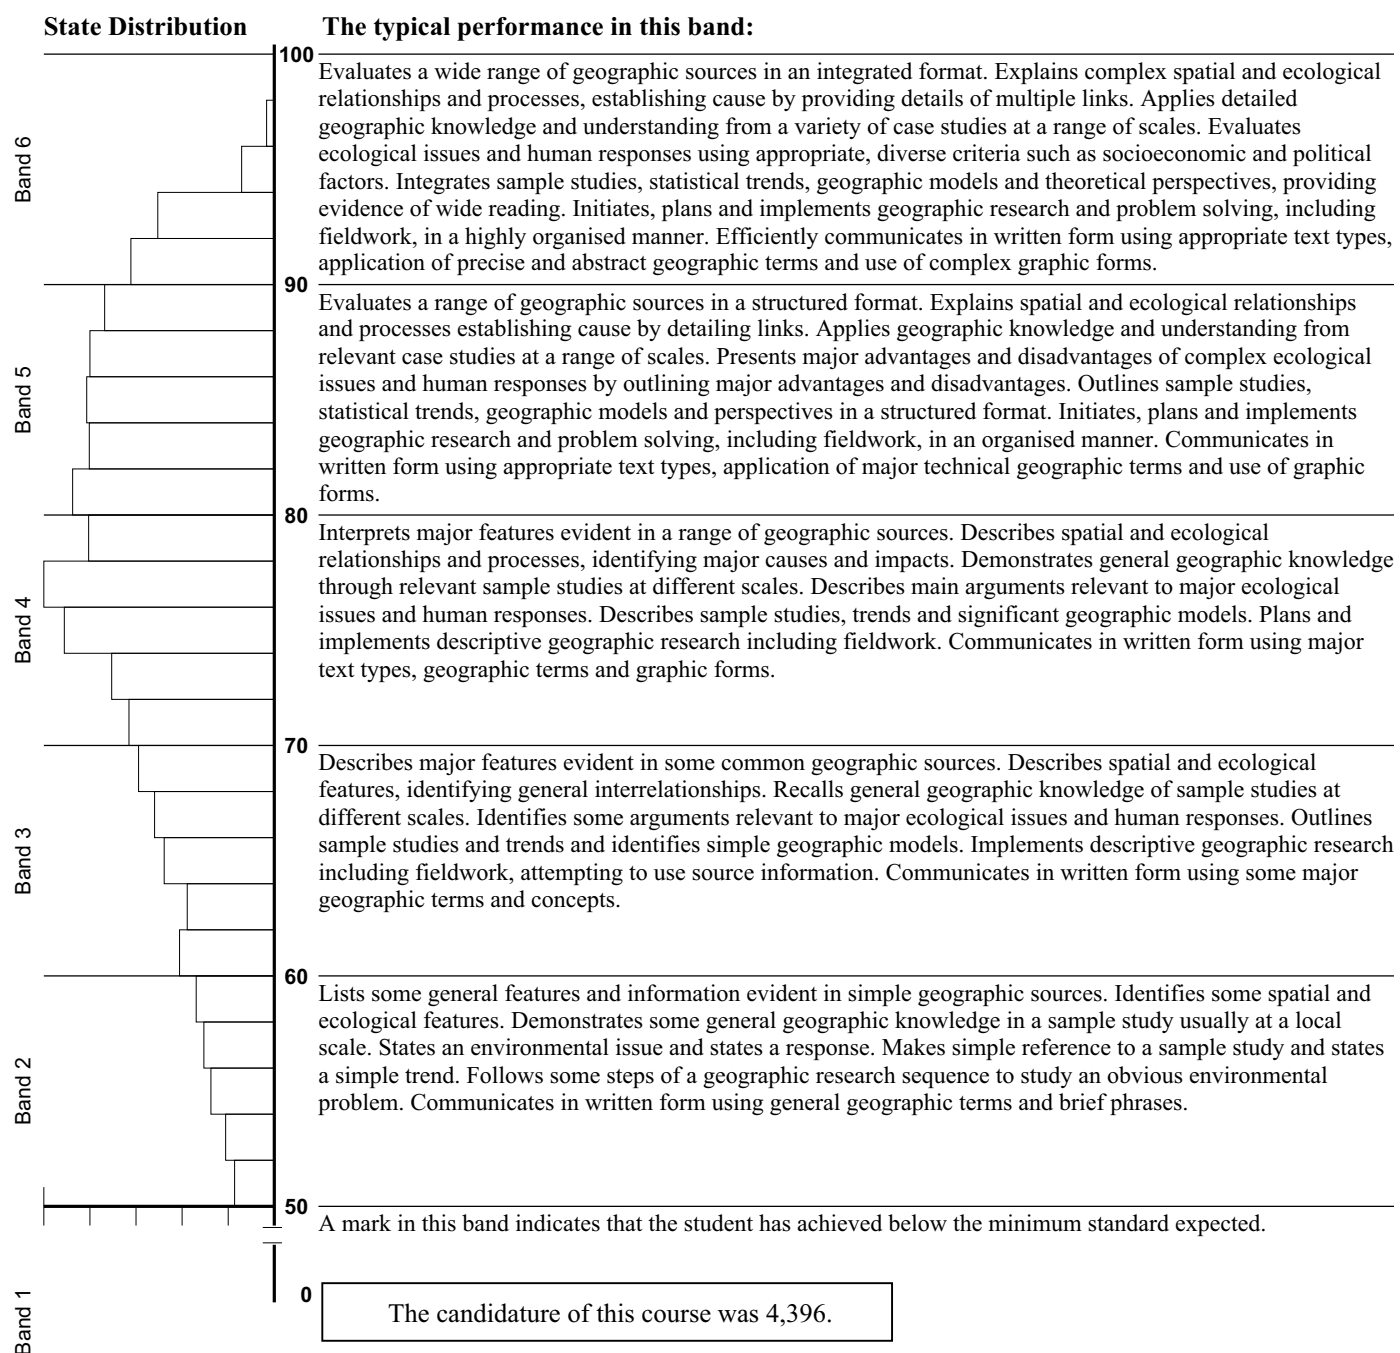 State Distribution
The typical performance in this band:
100
Band 6
Evaluates a wide range of geographic sources in an integrated format. Explains complex spatial and ecological
relationships and processes, establishing cause by providing details of multiple links. Applies detailed
geographic knowledge and understanding from a variety of case studies at a range of scales. Evaluates
ecological issues and human responses using appropriate, diverse criteria such as socioeconomic and political
factors. Integrates sample studies, statistical trends, geographic models and theoretical perspectives, providing
evidence of wide reading. Initiates, plans and implements geographic research and problem solving, including
fieldwork, in a highly organised manner. Efficiently communicates in written form using appropriate text types,
application of precise and abstract geographic terms and use of complex graphic forms.
90
Band 5
Evaluates a range of geographic sources in a structured format. Explains spatial and ecological relationships
and processes establishing cause by detailing links. Applies geographic knowledge and understanding from
relevant case studies at a range of scales. Presents major advantages and disadvantages of complex ecological
issues and human responses by outlining major advantages and disadvantages. Outlines sample studies,
statistical trends, geographic models and perspectives in a structured format. Initiates, plans and implements
geographic research and problem solving, including fieldwork, in an organised manner. Communicates in
written form using appropriate text types, application of major technical geographic terms and use of graphic
forms.
80
Band 4
Interprets major features evident in a range of geographic sources. Describes spatial and ecological
relationships and processes, identifying major causes and impacts. Demonstrates general geographic knowledge
through relevant sample studies at different scales. Describes main arguments relevant to major ecological
issues and human responses. Describes sample studies, trends and significant geographic models. Plans and
implements descriptive geographic research including fieldwork. Communicates in written form using major
text types, geographic terms and graphic forms.
70
Band 3
Describes major features evident in some common geographic sources. Describes spatial and ecological
features, identifying general interrelationships. Recalls general geographic knowledge of sample studies at
different scales. Identifies some arguments relevant to major ecological issues and human responses. Outlines
sample studies and trends and identifies simple geographic models. Implements descriptive geographic research
including fieldwork, attempting to use source information. Communicates in written form using some major
geographic terms and concepts.
60
Band 2
Lists some general features and information evident in simple geographic sources. Identifies some spatial and
ecological features. Demonstrates some general geographic knowledge in a sample study usually at a local
scale. States an environmental issue and states a response. Makes simple reference to a sample study and states
a simple trend. Follows some steps of a geographic research sequence to study an obvious environmental
problem. Communicates in written form using general geographic terms and brief phrases.
50
A mark in this band indicates that the student has achieved below the minimum standard expected.
0
Band 1
The candidature of this course was 4,396.